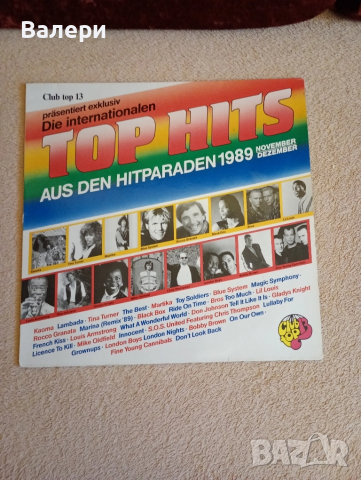 Валери
Club top 13
präsentiert exklusiv
Die internationalen
TOP HITS
AUS DEN HITPARADEN 1989 NOVEMBER
DEZEMBER
Kaoma Lambada · Tina Turner The Best · Martika Toy Soldiers · Blue System Magic Symphony ·
Rocco Granata Marina (Remix '89) · Black Box Ride On Time · Bros Too Much · Lil Louis
French Kiss · Louis Armstrong What A Wonderful World · Don Johnson Tell It Like It Is · Gladys Knight
Licence To Kill · Mike Oldfield Innocent · S.O.S. United Featuring Chris Thompson Lullaby For
Grownups · London Boys London Nights · Bobby Brown On Our Own ·
Fine Young Cannibals Don't Look Back
CLUB
TOP
13
BAZAR